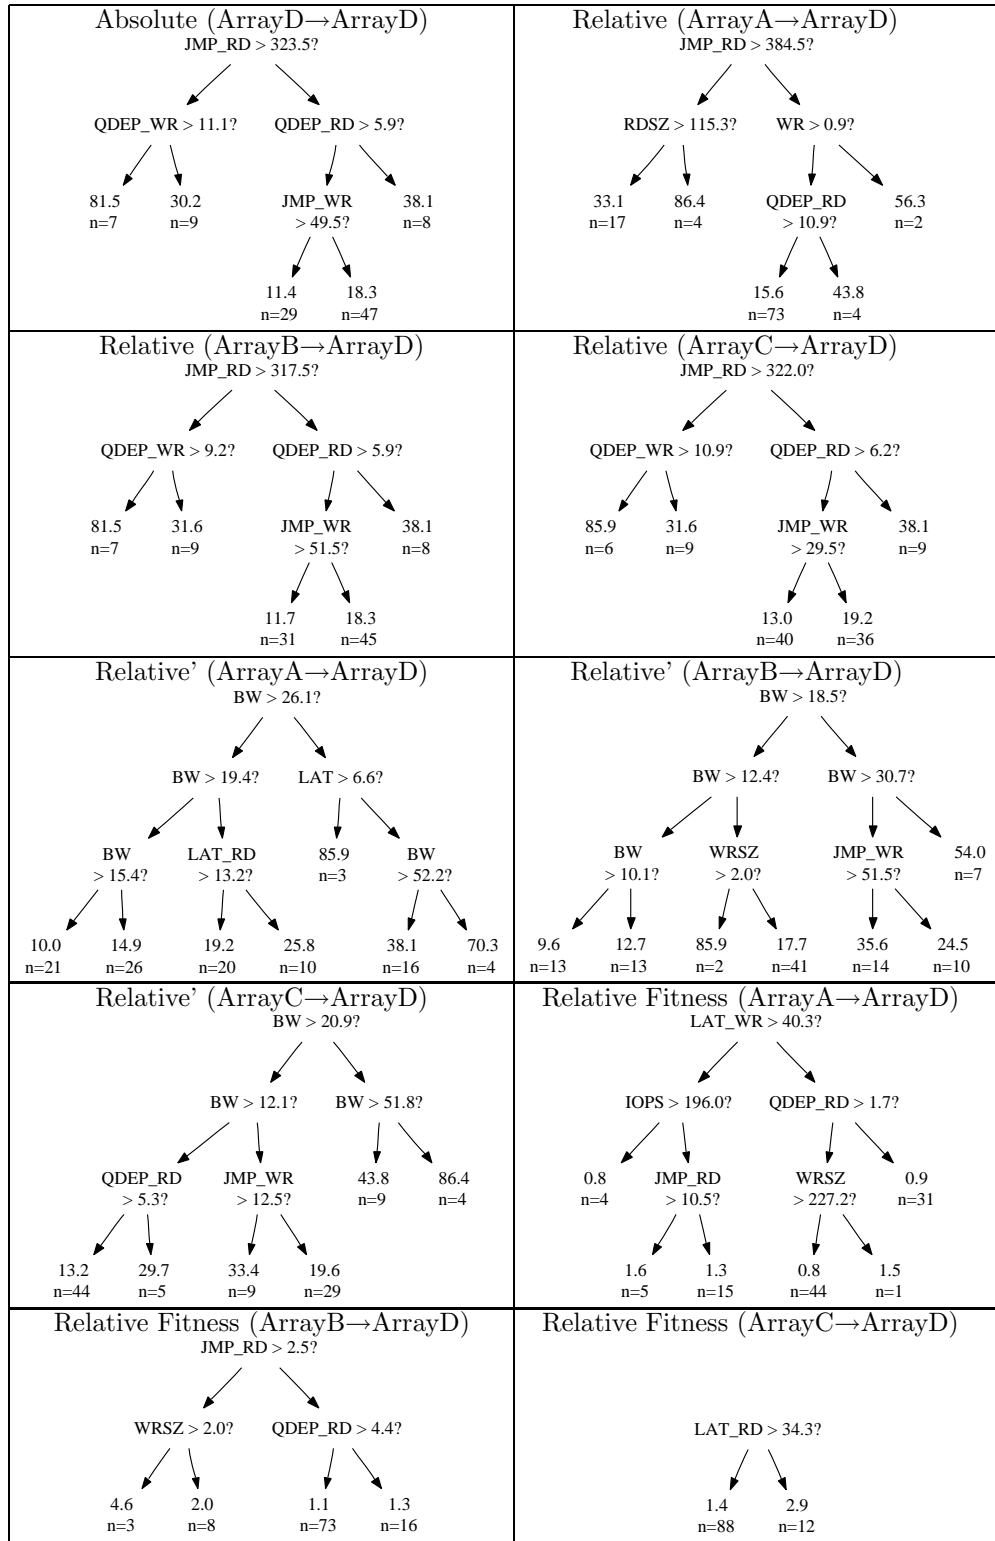 Absolute (ArrayD→ArrayD)
JMP_RD > 323.5?
QDEP_WR > 11.1? QDEP_RD > 5.9?
81.5 30.2 JMP_WR 38.1
n=7 n=9 > 49.5? n=8
11.4 18.3
n=29 n=47
Relative (ArrayA→ArrayD)
JMP_RD > 384.5?
RDSZ > 115.3? WR > 0.9?
33.1 86.4 QDEP_RD 56.3
n=17 n=4 > 10.9? n=2
15.6 43.8
n=73 n=4
Relative (ArrayB→ArrayD)
JMP_RD > 317.5?
QDEP_WR > 9.2? QDEP_RD > 5.9?
81.5 31.6 JMP_WR 38.1
n=7 n=9 > 51.5? n=8
11.7 18.3
n=31 n=45
Relative (ArrayC→ArrayD)
JMP_RD > 322.0?
QDEP_WR > 10.9? QDEP_RD > 6.2?
85.9 31.6 JMP_WR 38.1
n=6 n=9 > 29.5? n=9
13.0 19.2
n=40 n=36
Relative' (ArrayA→ArrayD)
BW > 26.1?
BW > 19.4? LAT > 6.6?
BW LAT_RD 85.9 BW
> 15.4? > 13.2? n=3 > 52.2?
10.0 14.9 19.2 25.8 38.1 70.3
n=21 n=26 n=20 n=10 n=16 n=4
Relative' (ArrayB→ArrayD)
BW > 18.5?
BW > 12.4? BW > 30.7?
BW WRSZ JMP_WR 54.0
> 10.1? > 2.0? > 51.5? n=7
9.6 12.7 85.9 17.7 35.6 24.5
n=13 n=13 n=2 n=41 n=14 n=10
Relative' (ArrayC→ArrayD)
BW > 20.9?
BW > 12.1? BW > 51.8?
QDEP_RD JMP_WR 43.8 86.4
> 5.3? > 12.5? n=9 n=4
13.2 29.7 33.4 19.6
n=44 n=5 n=9 n=29
Relative Fitness (ArrayA→ArrayD)
LAT_WR > 40.3?
IOPS > 196.0? QDEP_RD > 1.7?
0.8 JMP_RD WRSZ 0.9
n=4 > 10.5? > 227.2? n=31
1.6 1.3 0.8 1.5
n=5 n=15 n=44 n=1
Relative Fitness (ArrayB→ArrayD)
JMP_RD > 2.5?
WRSZ > 2.0? QDEP_RD > 4.4?
4.6 2.0 1.1 1.3
n=3 n=8 n=73 n=16
Relative Fitness (ArrayC→ArrayD)
LAT_RD > 34.3?
1.4 2.9
n=88 n=12